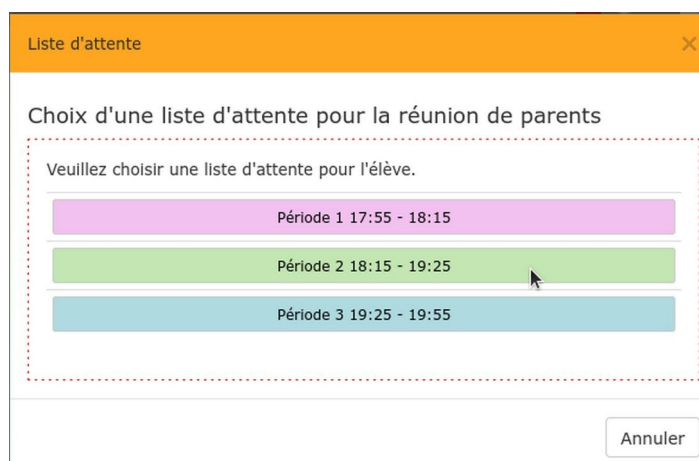 Liste d'attente
×
Choix d'une liste d'attente pour la réunion de parents
Veuillez choisir une liste d'attente pour l'élève.
Période 1 17:55 - 18:15
Période 2 18:15 - 19:25
Période 3 19:25 - 19:55
Annuler